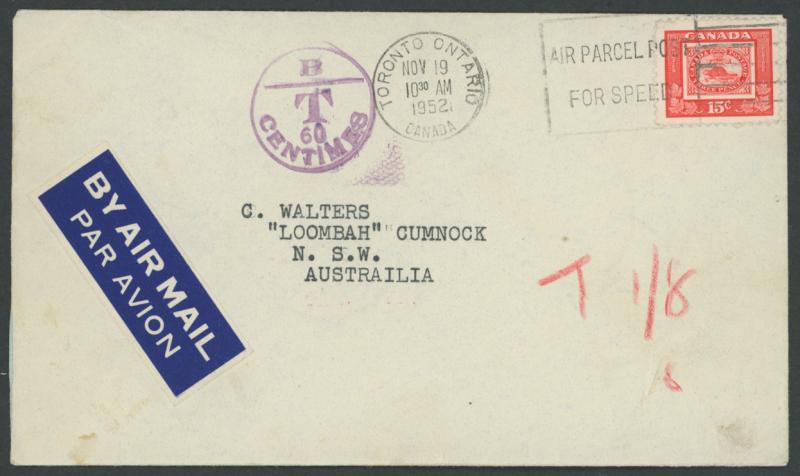 B
T
60
CENTIMES
TORONTO ONTARIO
NOV 19
10 30 AM
1952
CANADA
AIR PARCEL POST
FOR SPEED
CANADA
15c
BY AIR MAIL
PAR AVION
C. WALTERS
"LOOMBAH" CUMNOCK
N. S.W.
AUSTRAILIA
T 1/8